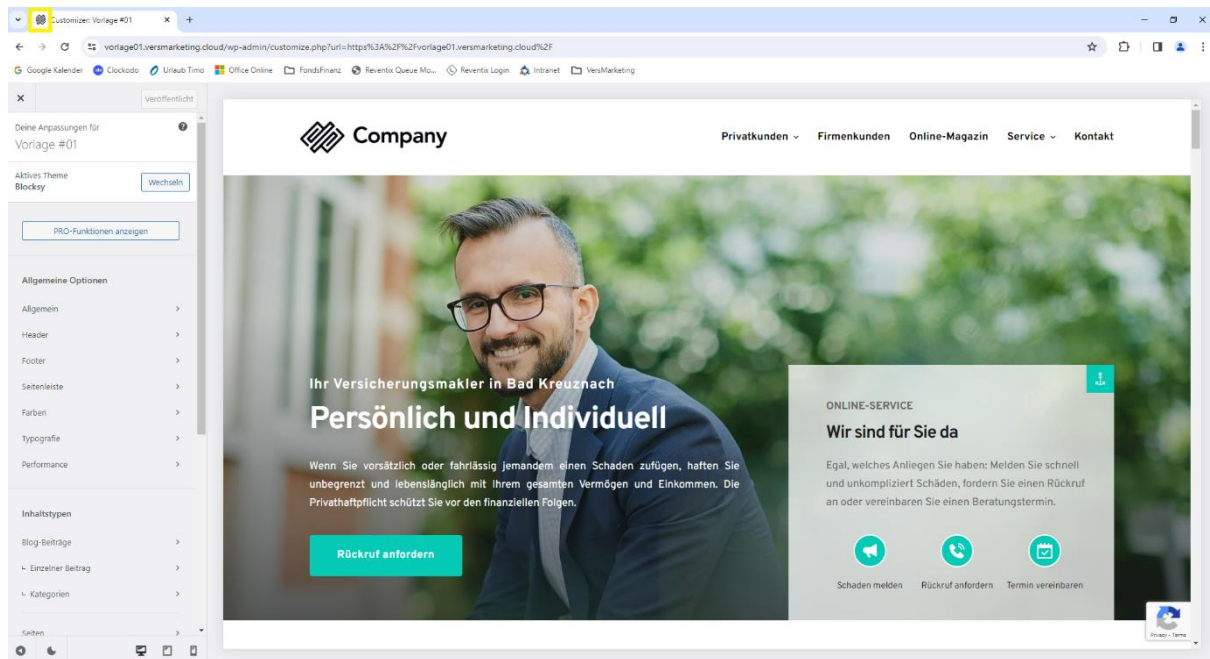 Customizer: Vorlage #01
vorlage01.versmarketing.cloud/wp-admin/customize.php?url=https%3A%2F%2Fvorlage01.versmarketing.cloud%2F
Google Kalender Clockodo Urlaub Timo Office Online FondsFinanz Reventix Queue Mo... Reventix Login Intranet VersMarketing
Veröffentlicht
Deine Anpassungen für
Vorlage #01
Aktives Theme
Blocksy
Wechseln
PRO-Funktionen anzeigen
Allgemeine Optionen
Allgemein
Header
Footer
Seitenleiste
Farben
Typografie
Performance
Inhaltstypen
Blog-Beiträge
Einzelner Beitrag
Kategorien
Seiten
Company
Privatkunden Firmenkunden Online-Magazin Service Kontakt
Ihr Versicherungsmakler in Bad Kreuznach
Persönlich und Individuell
Wenn Sie vorsätzlich oder fahrlässig jemandem einen Schaden zufügen, haften Sie
unbegrenzt und lebenslänglich mit Ihrem gesamten Vermögen und Einkommen. Die
Privathaftpflicht schützt Sie vor den finanziellen Folgen.
Rückruf anfordern
ONLINE-SERVICE
Wir sind für Sie da
Egal, welches Anliegen Sie haben: Melden Sie schnell
und unkompliziert Schäden, fordern Sie einen Rückruf
an oder vereinbaren Sie einen Beratungstermin.
Schaden melden Rückruf anfordern Termin vereinbaren
Privacy - Terms